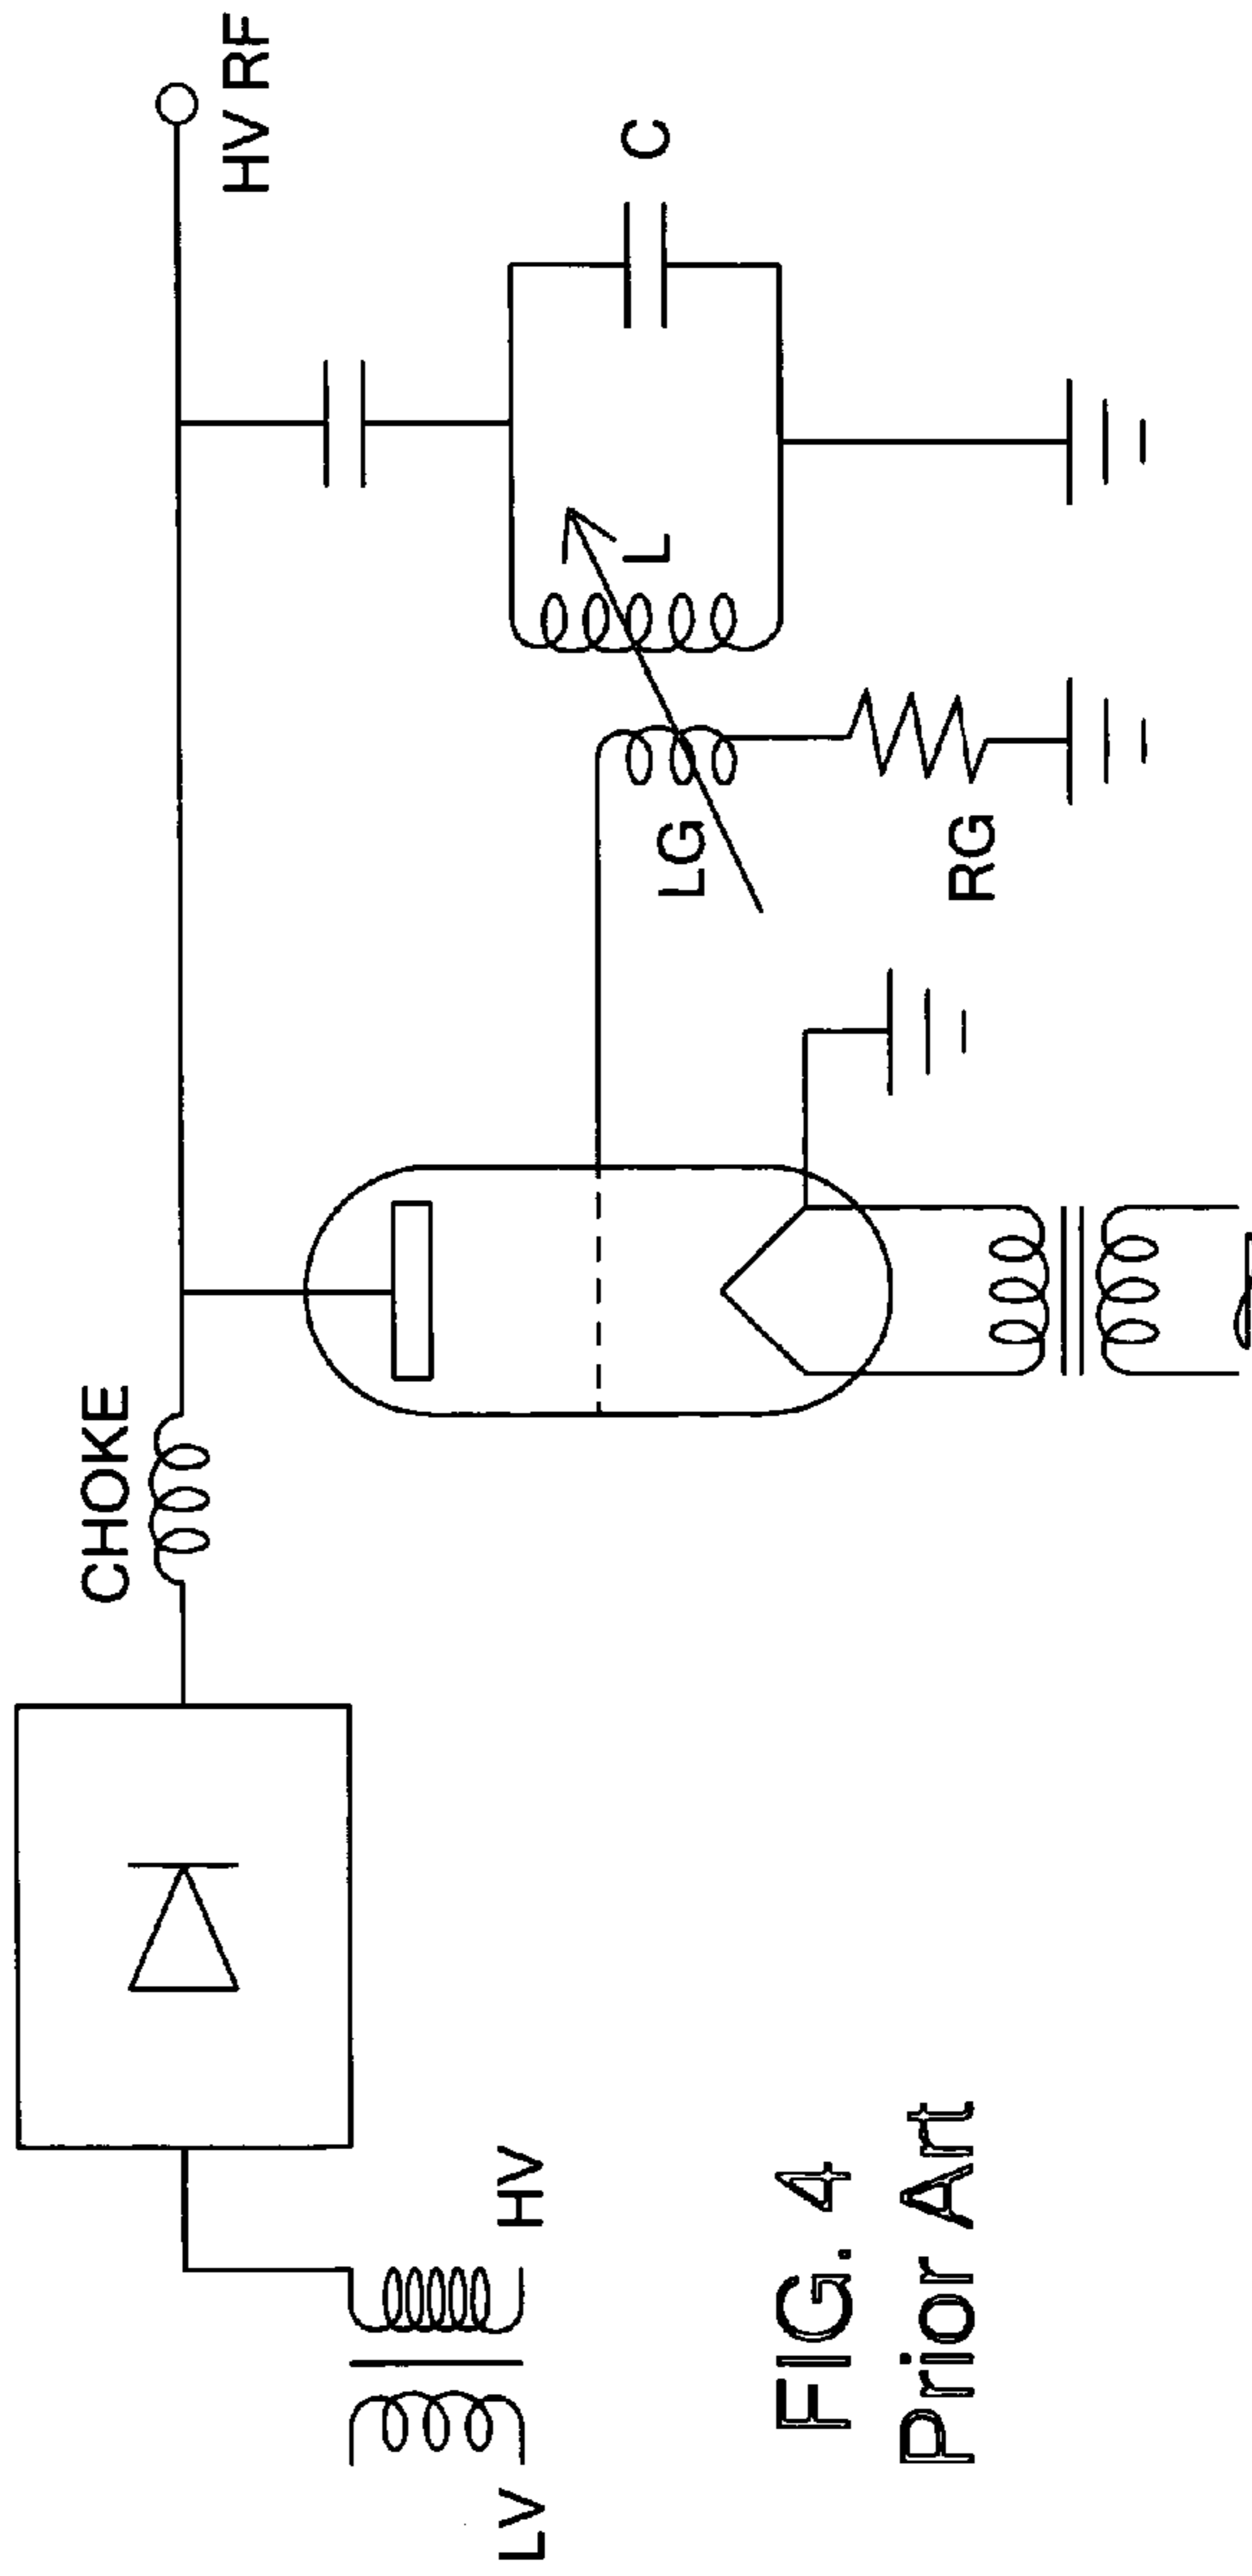 CHOKE
HV RF
C
L
LG
RG
LV
HV
FIG. 4
Prior Art